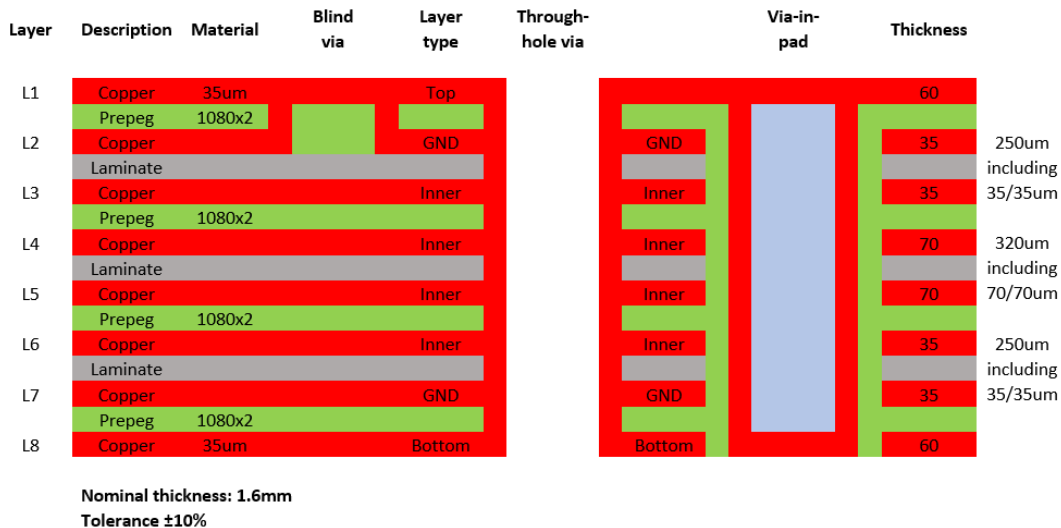 Layer Description Material Blind via Layer type Through-hole via Via-in-pad Thickness
L1 Copper 35um Top 60
Prepeg 1080x2
L2 Copper GND GND 35 250um
Laminate including
L3 Copper Inner Inner 35 35/35um
Prepeg 1080x2
L4 Copper Inner Inner 70 320um
Laminate including
L5 Copper Inner Inner 70 70/70um
Prepeg 1080x2
L6 Copper Inner Inner 35 250um
Laminate including
L7 Copper GND GND 35 35/35um
Prepeg 1080x2
L8 Copper 35um Bottom Bottom 60
Nominal thickness: 1.6mm
Tolerance ±10%